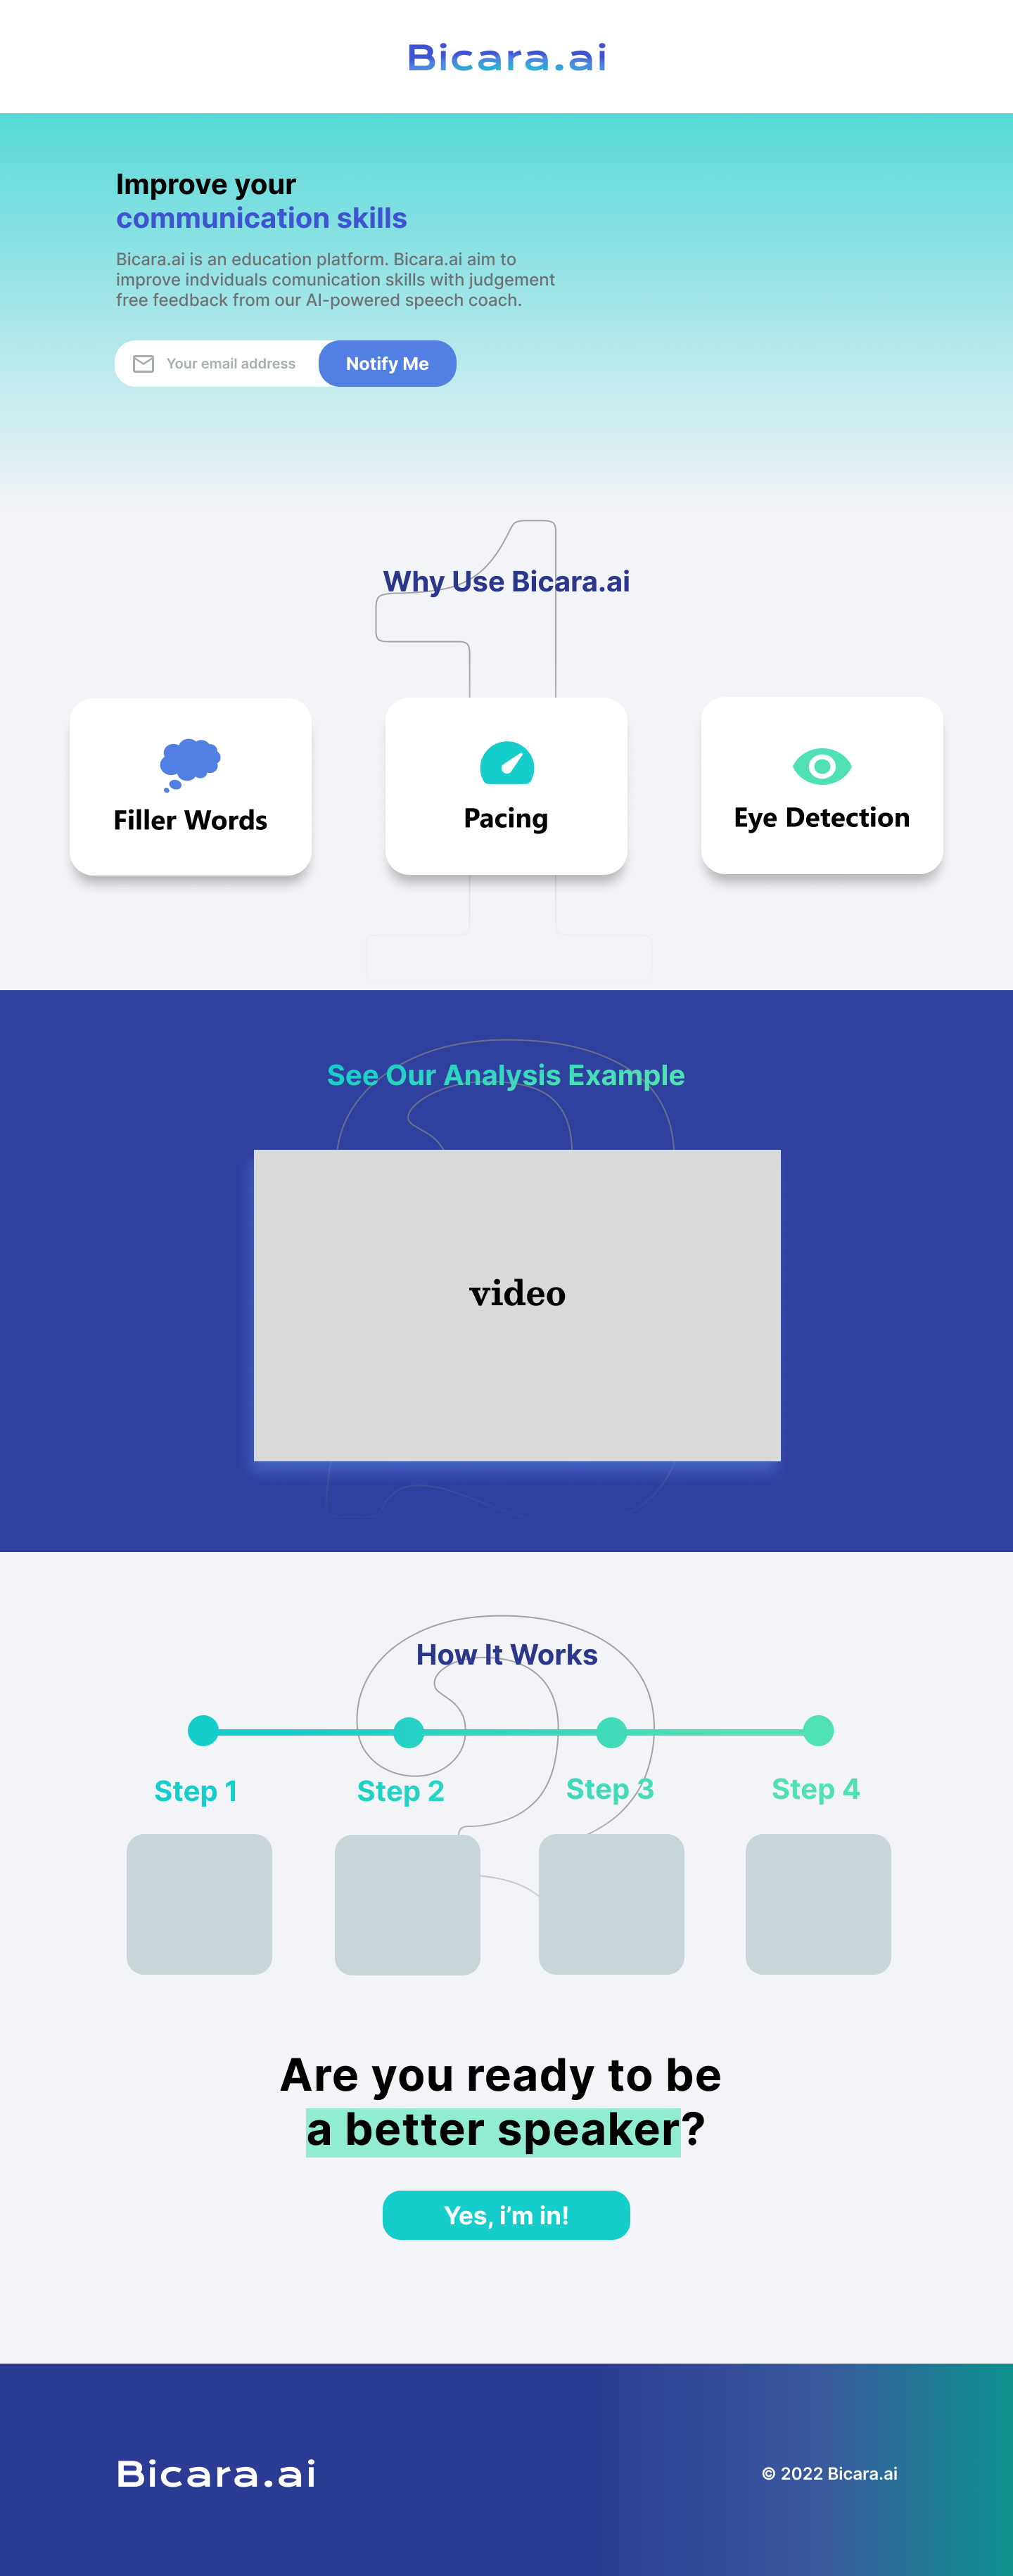 Bicara.ai
Improve your
communication skills
Bicara.ai is an education platform. Bicara.ai aim to
improve indviduals comunication skills with judgement
free feedback from our AI-powered speech coach.
Your email address
Notify Me
1
Why Use Bicara.ai
Filler Words
Pacing
Eye Detection
2
See Our Analysis Example
video
3
How It Works
Step 1
Step 2
Step 3
Step 4
Are you ready to be
a better speaker?
Yes, i’m in!
Bicara.ai
© 2022 Bicara.ai